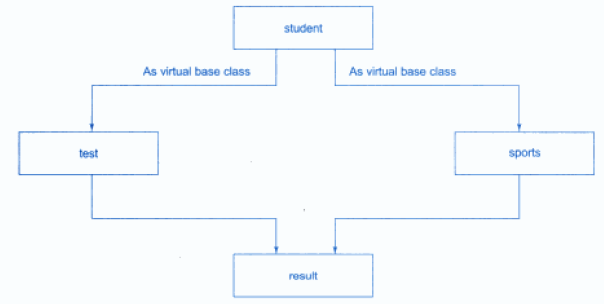 student
As virtual base class
As virtual base class
test
sports
result